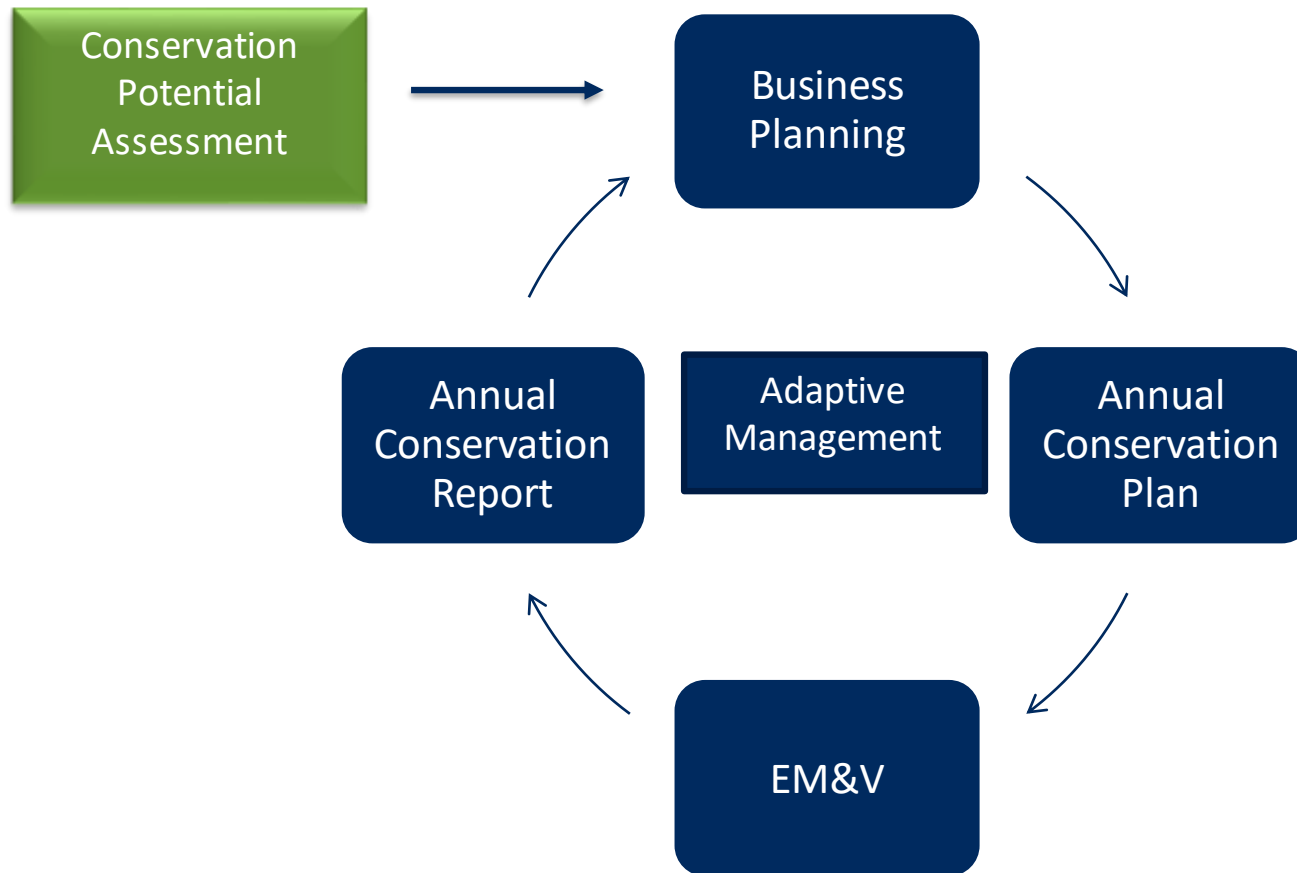 Conservation
Potential
Assessment
Business
Planning
Annual
Conservation
Report
Adaptive
Management
Annual
Conservation
Plan
EM&V